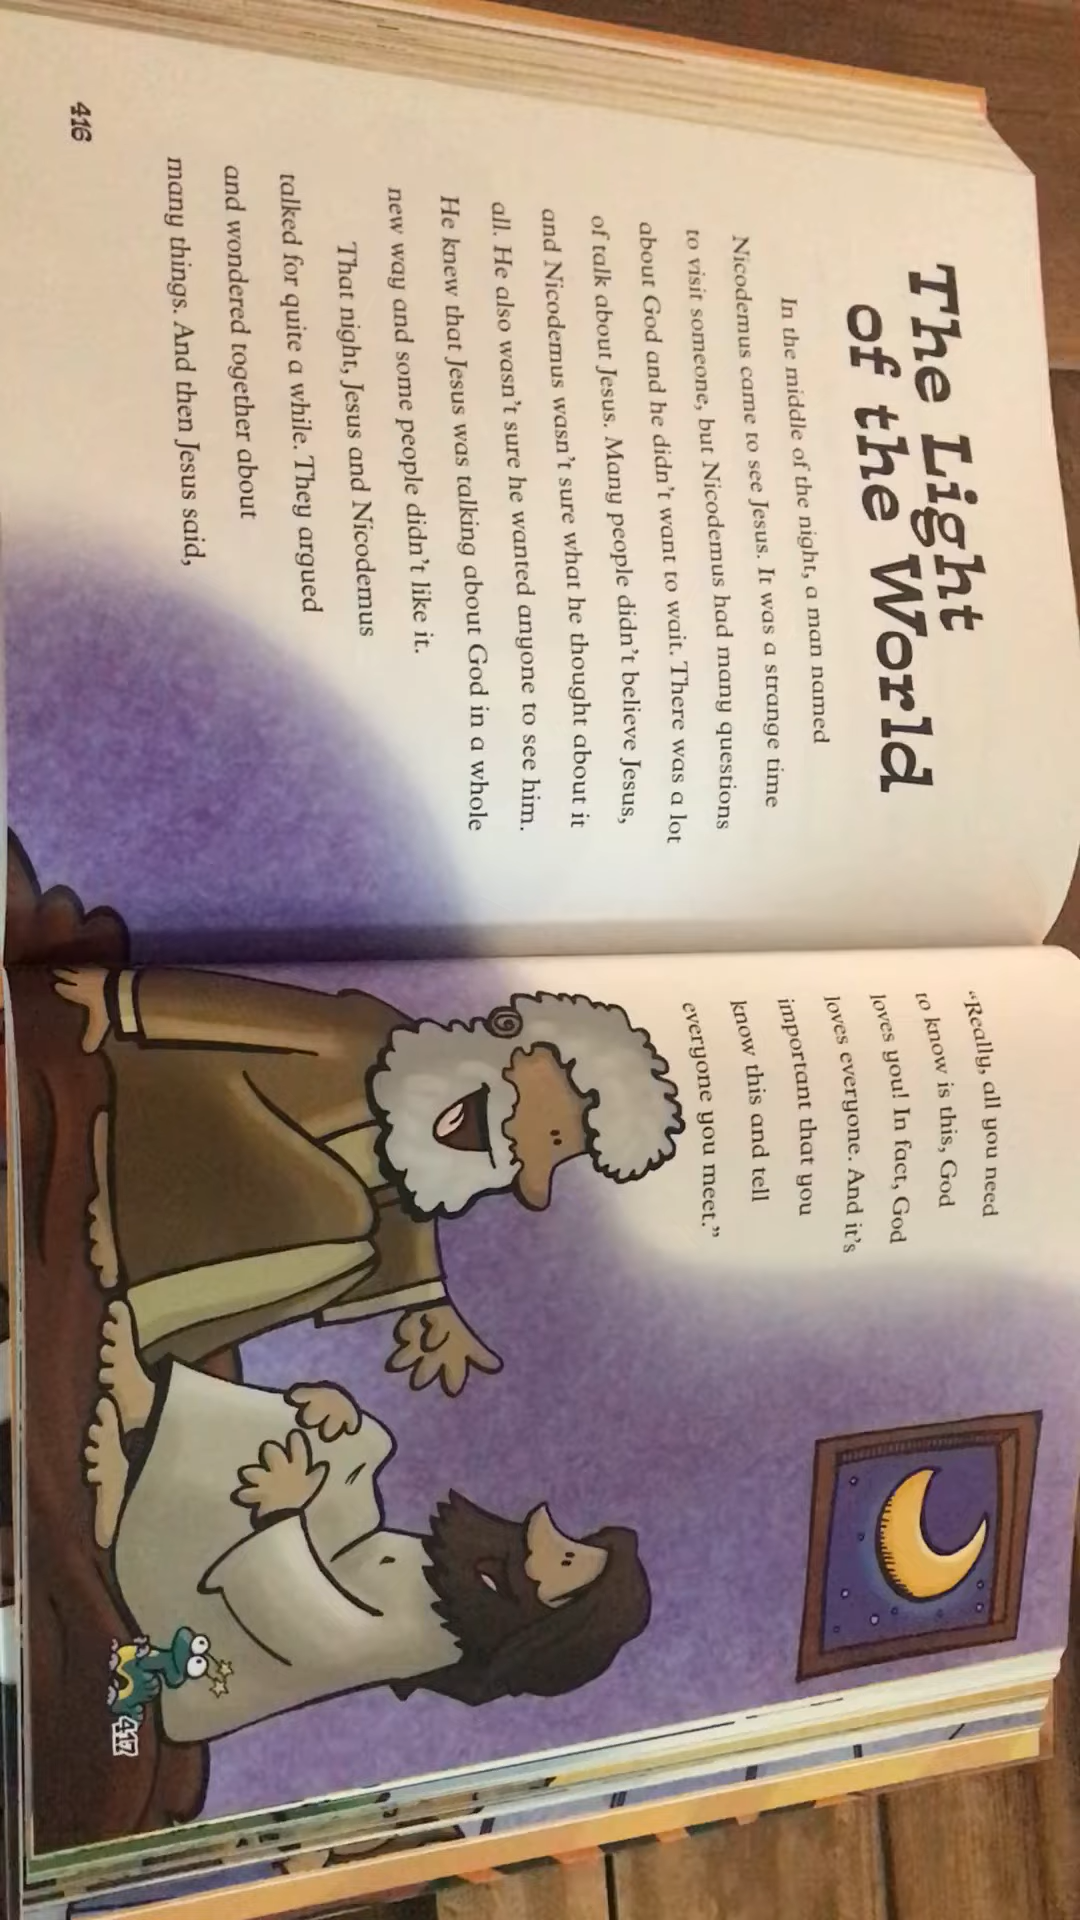 The Light
of the World
In the middle of the night, a man named
Nicodemus came to see Jesus. It was a strange time
to visit someone, but Nicodemus had many questions
about God and he didn't want to wait. There was a lot
of talk about Jesus. Many people didn't believe Jesus,
and Nicodemus wasn't sure what he thought about it
all. He also wasn't sure he wanted anyone to see him.
He knew that Jesus was talking about God in a whole
new way and some people didn't like it.
That night, Jesus and Nicodemus
talked for quite a while. They argued
and wondered together about
many things. And then Jesus said,
416
“Really, all you need
to know is this, God
loves you! In fact, God
loves everyone. And it's
important that you
know this and tell
everyone you meet.”
417